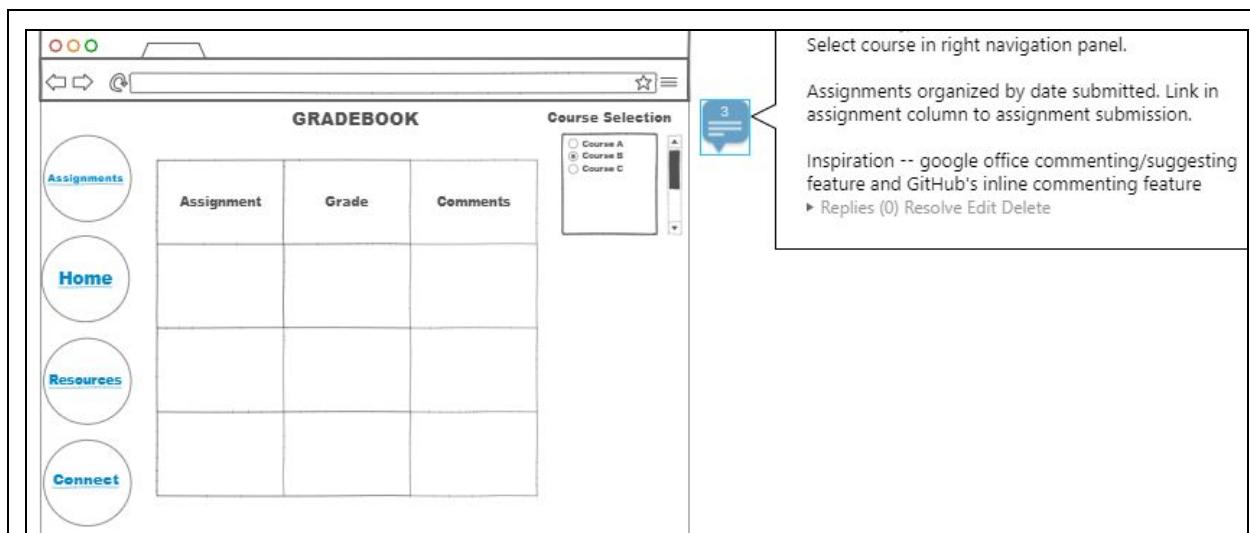 GRADEBOOK
Course Selection
Course A
Course B
Course C
Assignments
Home
Resources
Connect
Assignment Grade Comments
3
Select course in right navigation panel.
Assignments organized by date submitted. Link in
assignment column to assignment submission.
Inspiration -- google office commenting/suggesting
feature and GitHub's inline commenting feature
Replies (0) Resolve Edit Delete